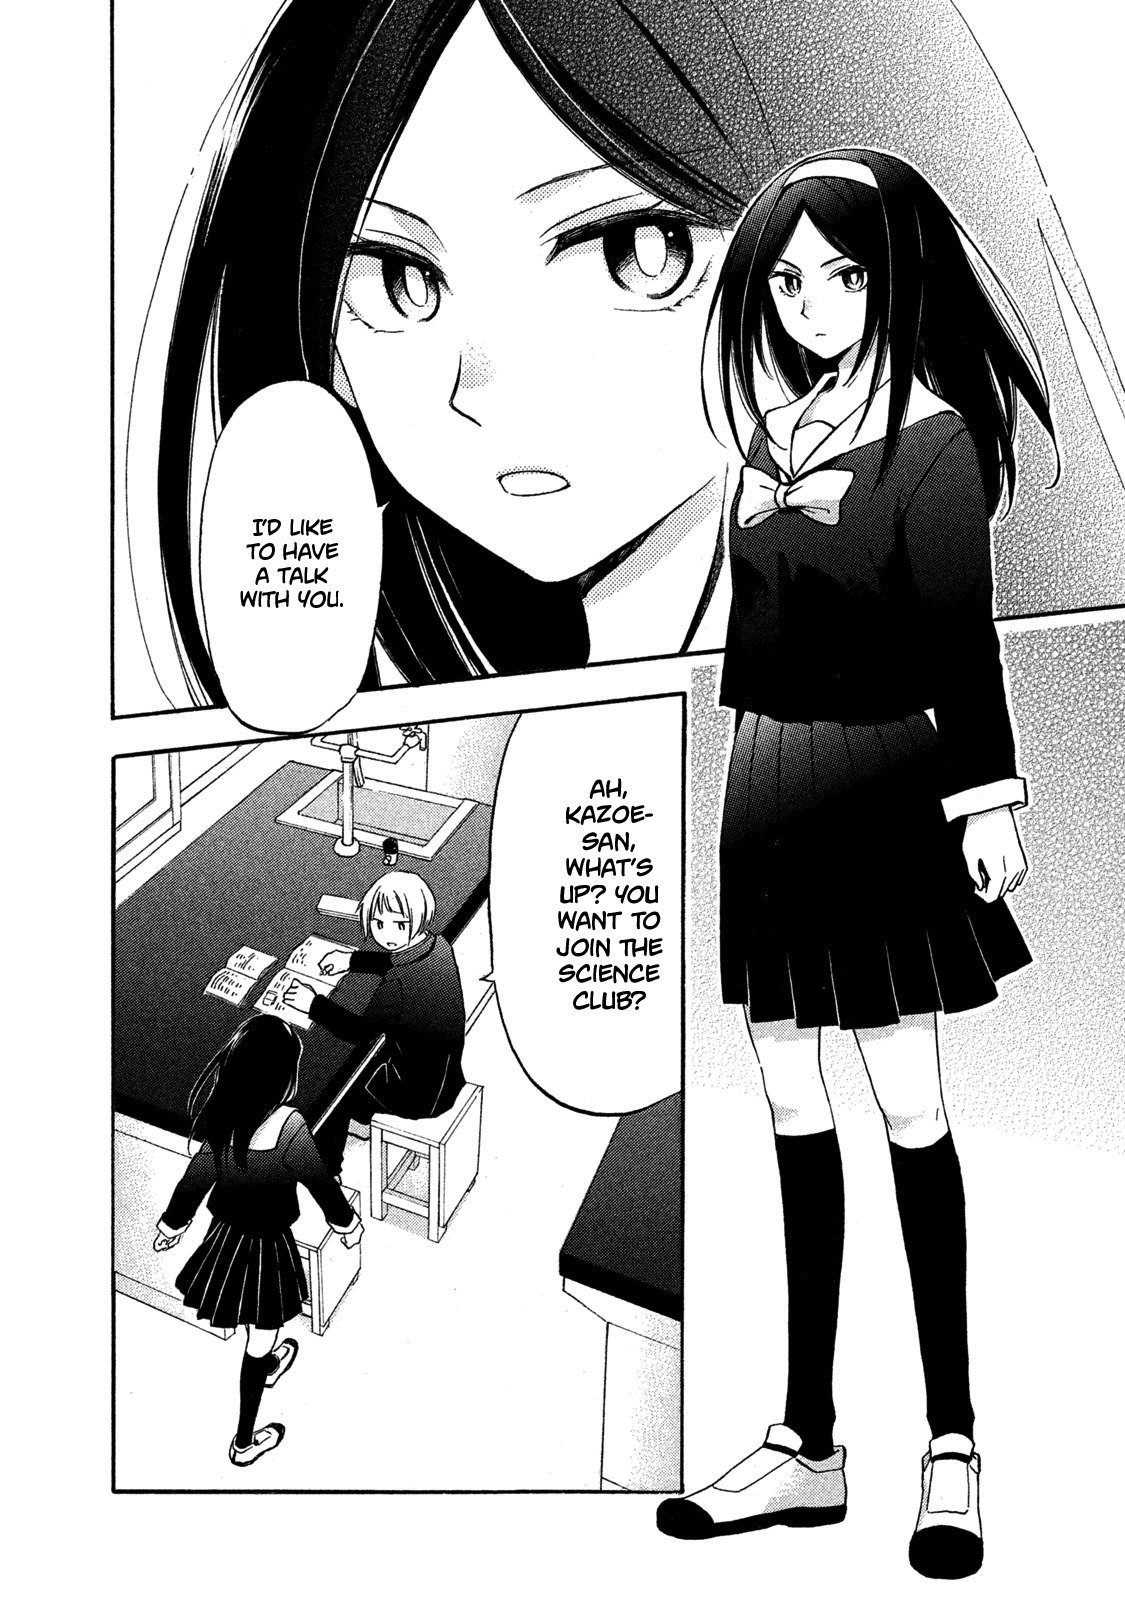 I'D LIKE
TO HAVE
A TALK
WITH YOU.
AH,
KAZOE-
SAN,
WHAT'S
UP? YOU
WANT TO
JOIN THE
SCIENCE
CLUB?